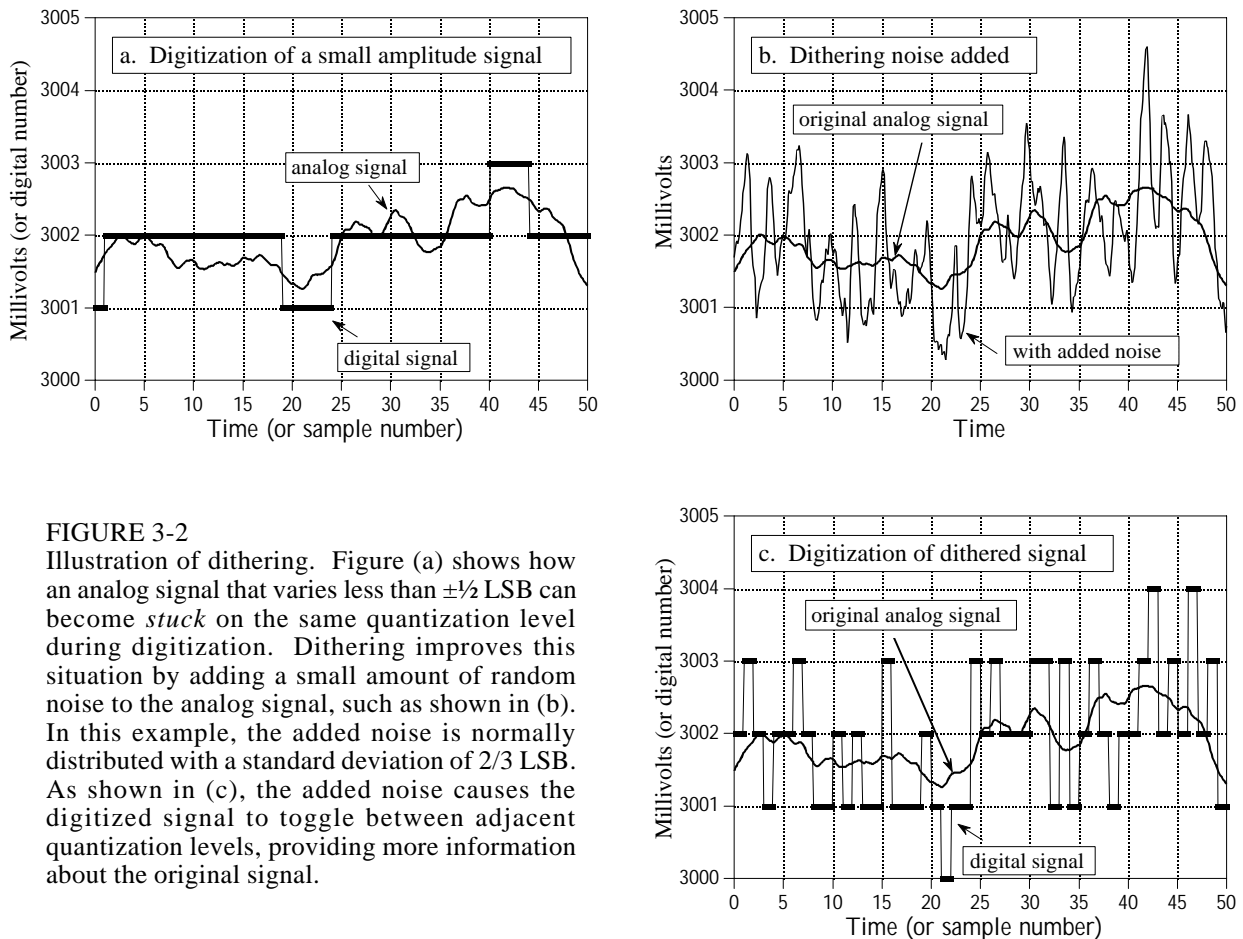 3005
3004
3003
3002
3001
3000
Millivolts (or digital number)
a. Digitization of a small amplitude signal
analog signal
digital signal
0 5 10 15 20 25 30 35 40 45 50
Time (or sample number)
3005
3004
3003
3002
3001
3000
Millivolts
b. Dithering noise added
original analog signal
with added noise
0 5 10 15 20 25 30 35 40 45 50
Time
FIGURE 3-2
Illustration of dithering. Figure (a) shows how
an analog signal that varies less than ±½ LSB can
become stuck on the same quantization level
during digitization. Dithering improves this
situation by adding a small amount of random
noise to the analog signal, such as shown in (b).
In this example, the added noise is normally
distributed with a standard deviation of 2/3 LSB.
As shown in (c), the added noise causes the
digitized signal to toggle between adjacent
quantization levels, providing more information
about the original signal.
3005
3004
3003
3002
3001
3000
Millivolts (or digital number)
c. Digitization of dithered signal
original analog signal
digital signal
0 5 10 15 20 25 30 35 40 45 50
Time (or sample number)